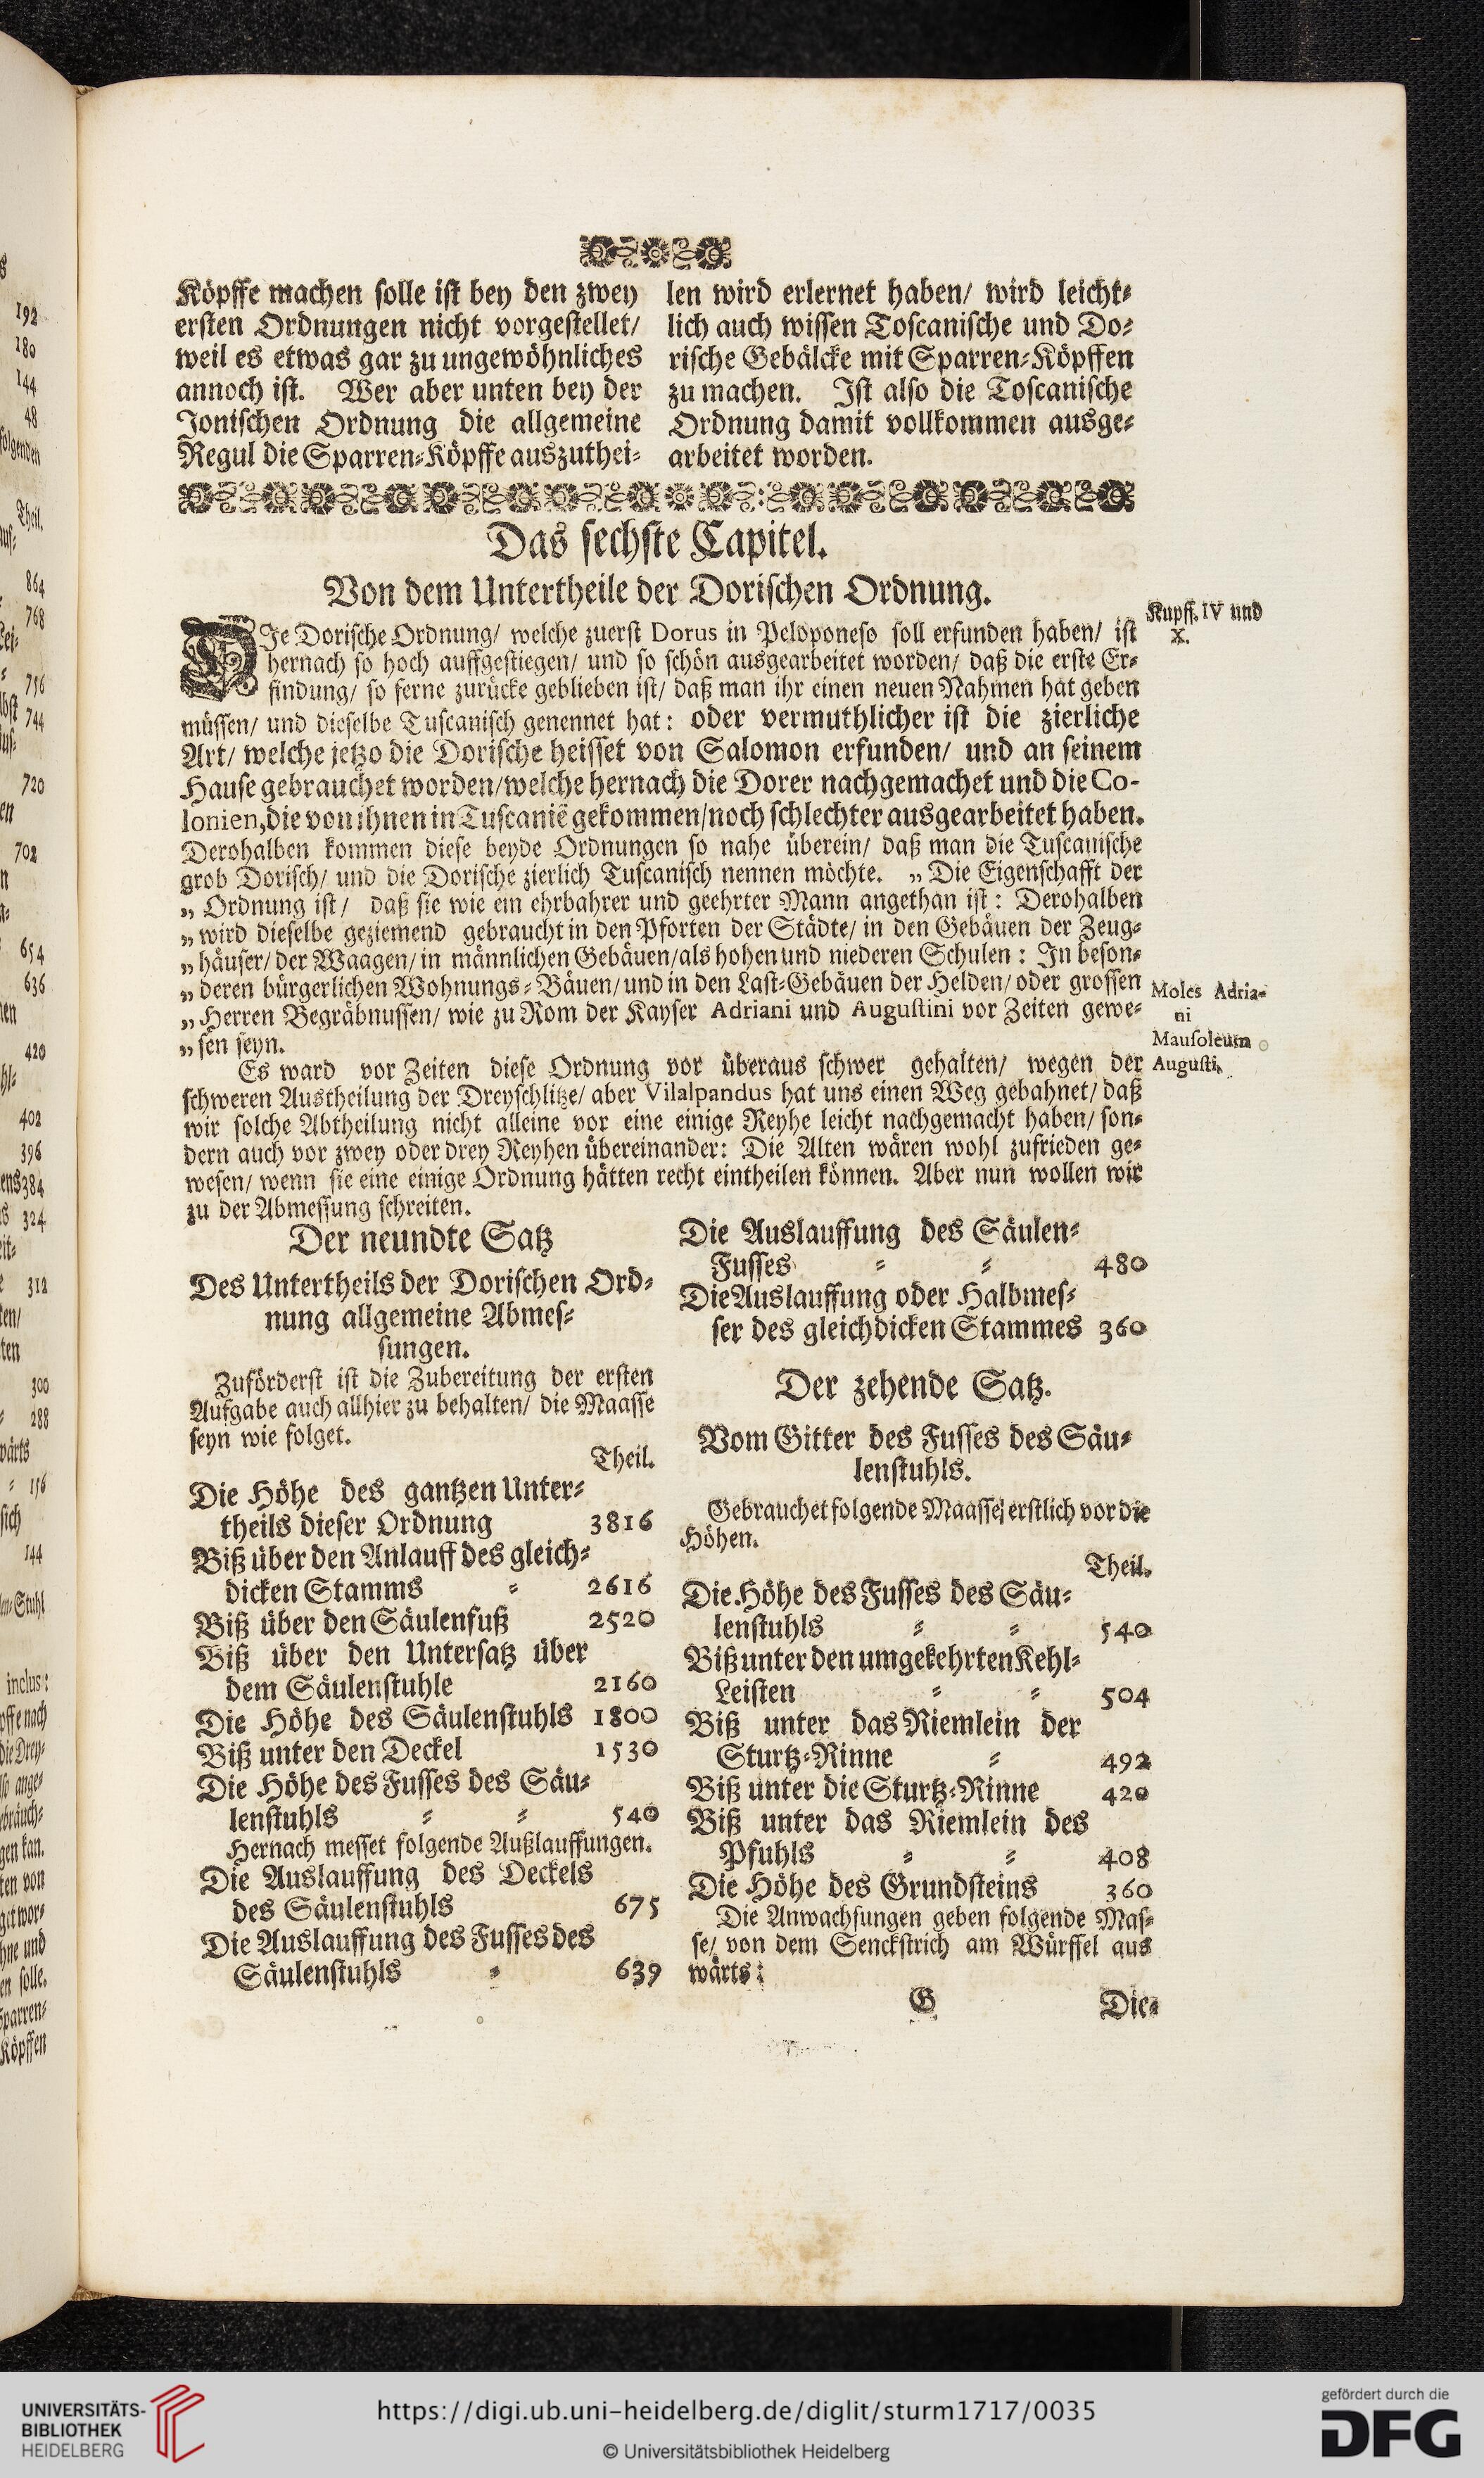 Köpffe machen solle ist bey den zwey
ersten Ordnungen nicht vorgestellet/
weil es etwas gar zu ungewöhnliches
annoch ist. Wer aber unten bey der
Jonischen Ordnung die allgemeine
Regul die Sparren-Köpffe auszuthei-
len wird erlernet haben/ wird leicht-
lich auch wissen Toscanische und Do-
rische Gebälcke mit Sparren-Köpffen
zu machen. Ist also die Toscanische
Ordnung damit vollkommen ausge-
arbeitet worden.
Das sechste Capitel.
Von dem Untertheile der Dorischen Ordnung.
Kupff. IV und
X.
DJe Dorische Ordnung/ welche zuerst Dorus in Peloponeso soll erfunden haben/ ist
hernach so hoch auffgestiegen/ und so schön ausgearbeitet worden/ daß die erste Er-
findung/ so ferne zurücke geblieben ist/ daß man ihr einen neuen Nahmen hat geben
müssen/ und dieselbe Tuscanisch genennet hat: oder vermuthlicher ist die zierliche
Art/ welche jetzo die Dorische heisset von Salomon erfunden/ und an seinem
Hause gebrauchet worden/welche hernach die Dorer nachgemachet und die Co-
lonien,die von ihnen in Tuscanië gekommen/noch schlechter ausgearbeitet haben.
Derohalben kommen diese beyde Ordnungen so nahe überein/ daß man die Tuscanische
grob Dorisch/ und die Dorische zierlich Tuscanisch nennen möchte. „ Die Eigenschafft der
„ Ordnung ist/ daß sie wie ein ehrbahrer und geehrter Mann angethan ist: Derohalben
„ wird dieselbe geziemend gebraucht in den Pforten der Städte/ in den Gebäuen der Zeug-
„ häuser/ der Waagen/ in männlichen Gebäuen/als hohen und niederen Schulen: In beson-
„ deren bürgerlichen Wohnungs-Bäuen/ und in den Last-Gebäuen der Helden/ oder grossen
„ Herren Begräbnussen/ wie zu Rom der Kayser Adriani und Augustini vor Zeiten gewe-
„ sen seyn.
Moles Adria-
ni
Mausoleum
Augusti.
Es ward vor Zeiten diese Ordnung vor überaus schwer gehalten/ wegen der
schweren Austheilung der Dreyschlitze/ aber Vilalpandus hat uns einen Weg gebahnet/ daß
wir solche Abtheilung nicht alleine vor eine einige Reyhe leicht nachgemacht haben/ son-
dern auch vor zwey oder drey Reyhen übereinander: Die Alten wären wohl zufrieden ge-
wesen/ wenn sie eine einige Ordnung hätten recht eintheilen können. Aber nun wollen wir
zu der Abmessung schreiten.
Der neundte Satz
Des Untertheils der Dorischen Ord-
nung allgemeine Abmes-
sungen.
Zuförderst ist die Zubereitung der ersten
Aufgabe auch allhier zu behalten/ die Maasse
seyn wie folget.
Theil.
Die Höhe des gantzen Unter-
theils dieser Ordnung 3816
Biß über den Anlauff des gleich-
dicken Stamms - 2616
Biß über den Säulenfuß 2520
Biß über den Untersatz über
dem Säulenstuhle 2160
Die Höhe des Säulenstuhls 1800
Biß unter den Deckel 1530
Die Höhe des Fusses des Säu-
lenstuhls - - 540
Hernach messet folgende Außlauffungen.
Die Auslauffung des Deckels
des Säulenstuhls 675
Die Auslauffung des Fusses des
Säulenstuhls - 639
Die Auslauffung des Säulen-
Fusses - - 480
Die Auslauffung oder Halbmes-
ser des gleichdicken Stammes 360
Der zehende Satz.
Vom Gitter des Fusses des Säu-
lenstuhls.
Gebrauchet folgende Maasse/ erstlich vor die
Höhen.
Theil.
Die Höhe des Fusses des Säu-
lenstuhls - - 540
Biß unter den umgekehrten Kehl-
Leisten - - 504
Biß unter das Riemlein der
Sturtz-Rinne - 492
Biß unter die Sturtz-Rinne 420
Biß unter das Riemlein des
Pfuhls - - 408
Die Höhe des Grundsteins 360
Die Anwachsungen geben folgende Mas-
se/ von dem Senckstrich am Würffel aus
wärts:
G Die-
UNIVERSITÄTS-
BIBLIOTHEK
HEIDELBERG
https://digi.ub.uni-heidelberg.de/diglit/sturm1717/0035
© Universitätsbibliothek Heidelberg
gefördert durch die
DFG